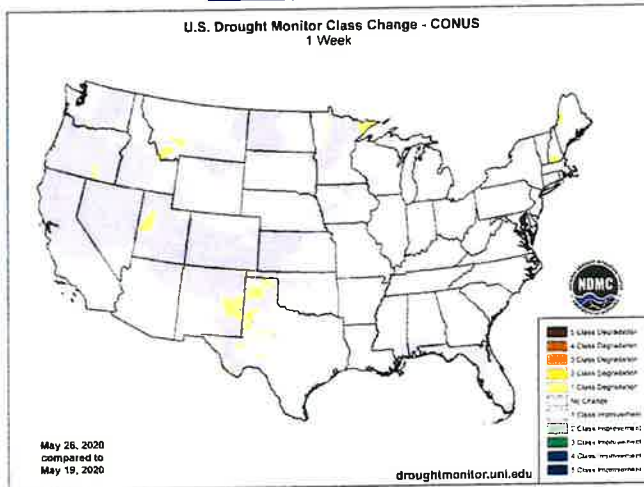 U.S. Drought Monitor Class Change - CONUS
1 Week
NDMC
5 Class Degradation
4 Class Degradation
3 Class Degradation
2 Class Degradation
1 Class Degradation
No Change
1 Class Improvement
2 Class Improvement
3 Class Improvement
4 Class Improvement
5 Class Improvement
May 26, 2020
compared to
May 19, 2020
droughtmonitor.unl.edu